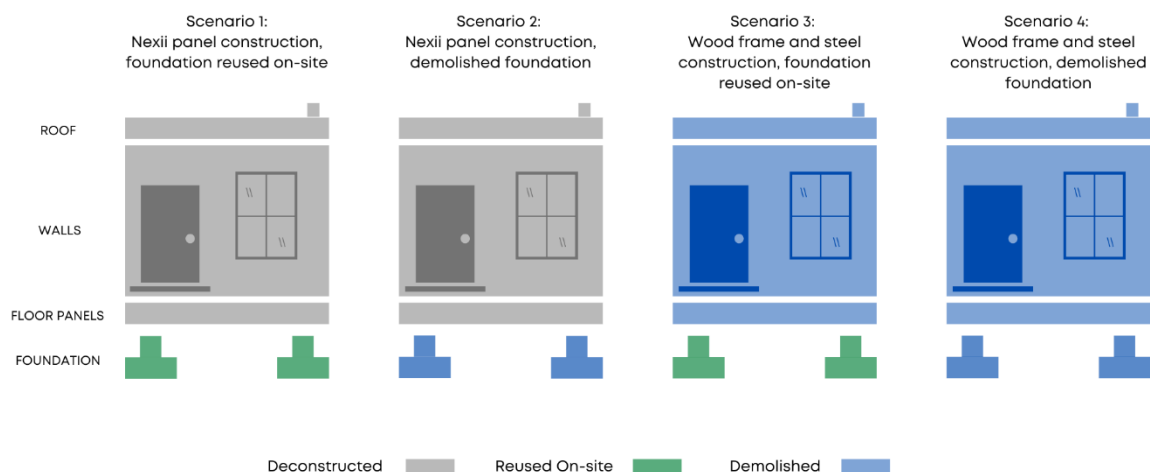 Scenario 1:
Nexii panel construction,
foundation reused on-site
Scenario 2:
Nexii panel construction,
demolished foundation
Scenario 3:
Wood frame and steel
construction, foundation
reused on-site
Scenario 4:
Wood frame and steel
construction, demolished
foundation
ROOF
WALLS
FLOOR PANELS
FOUNDATION
Deconstructed
Reused On-site
Demolished